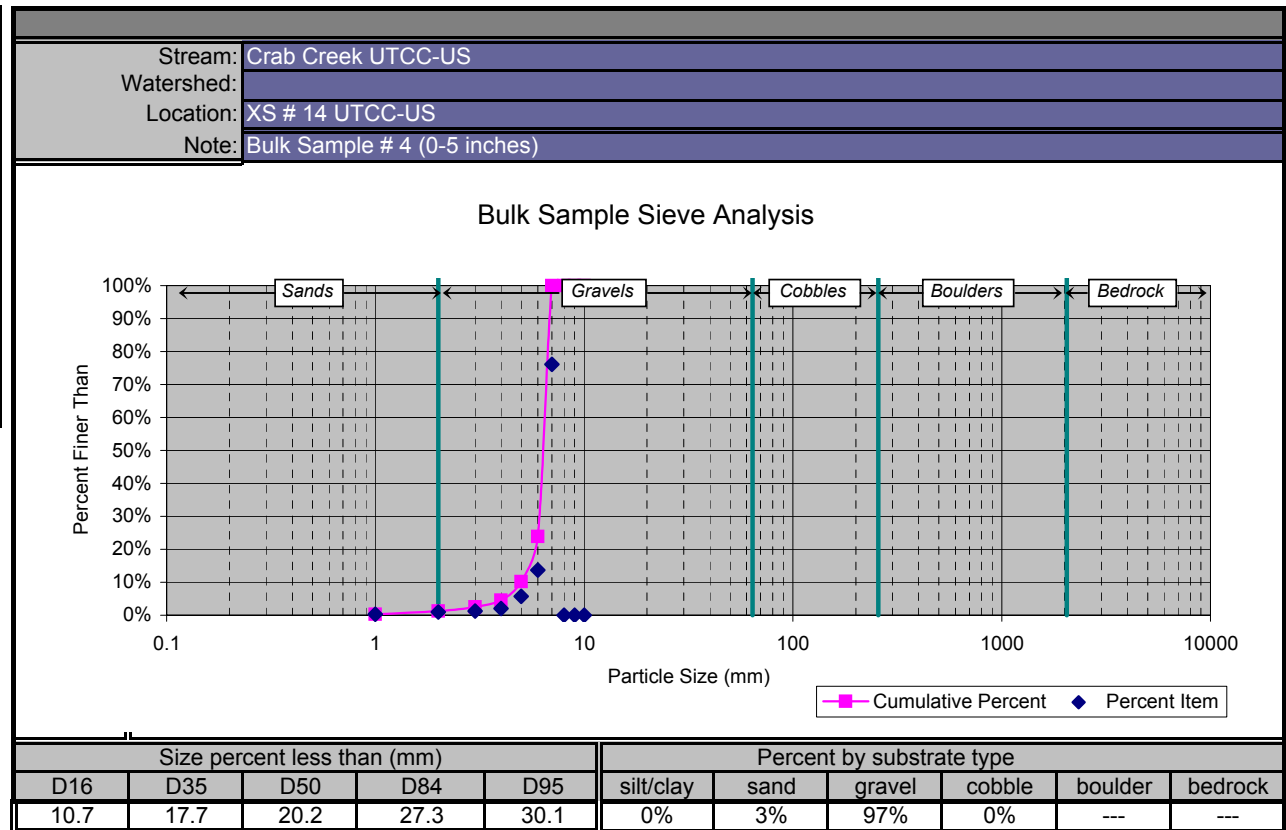 Stream: Crab Creek UTCC-US
Watershed:
Location: XS # 14 UTCC-US
Note: Bulk Sample # 4 (0-5 inches)
Bulk Sample Sieve Analysis
Sands Gravels Cobbles Boulders Bedrock
100%
90%
80%
70%
60%
50%
40%
30%
20%
10%
0%
Percent Finer Than
0.1 1 10 100 1000 10000
Particle Size (mm)
Cumulative Percent Percent Item
Size percent less than (mm) Percent by substrate type
D16 D35 D50 D84 D95 silt/clay sand gravel cobble boulder bedrock
10.7 17.7 20.2 27.3 30.1 0% 3% 97% 0% --- ---